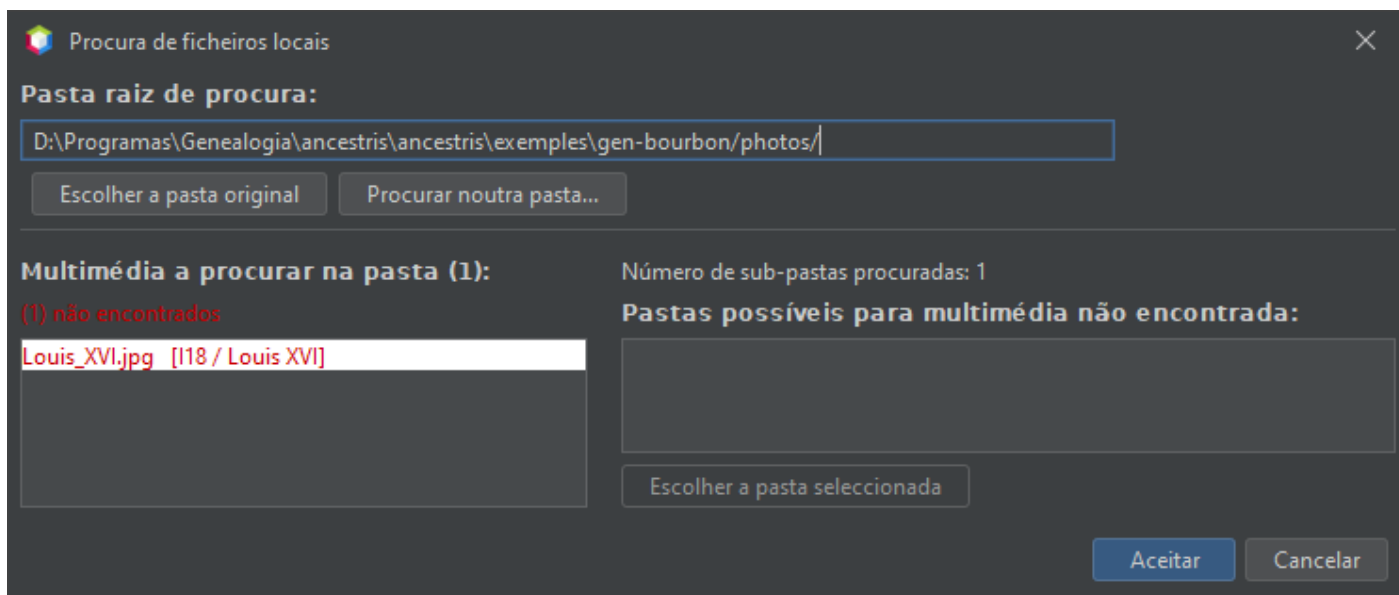 Procura de ficheiros locais
Pasta raiz de procura:
D:\Programas\Genealogia\ancestris\ancestris\exemples\gen-bourbon/photos/
Escolher a pasta original
Procurar noutra pasta...
Multimédia a procurar na pasta (1):
(1) não encontrados
Louis_XVI.jpg [I18 / Louis XVI]
Número de sub-pastas procuradas: 1
Pastas possíveis para multimédia não encontrada:
Escolher a pasta seleccionada
Aceitar
Cancelar